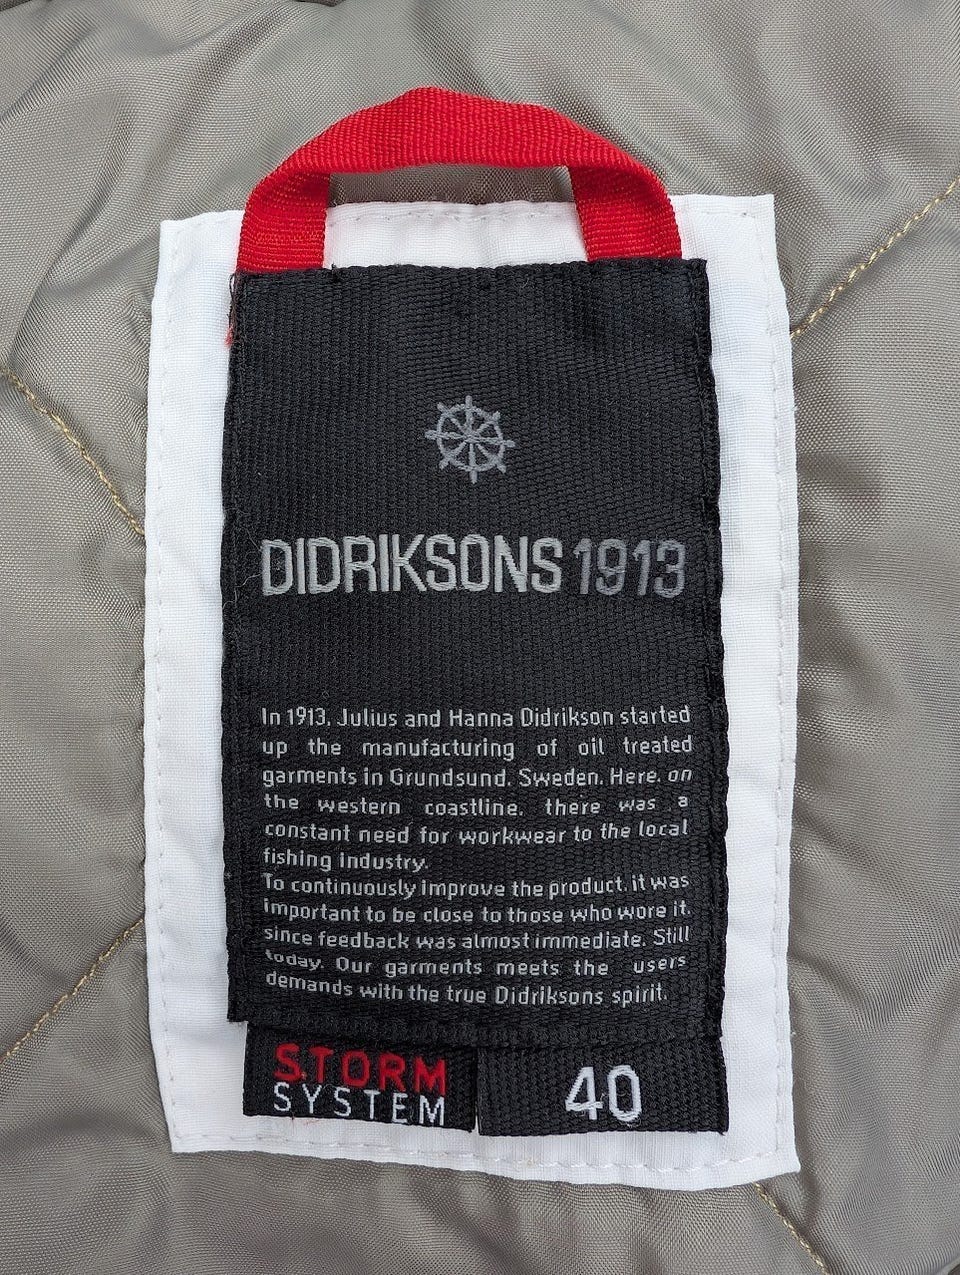 DIDRIKSONS 1913
In 1913, Julius and Hanna Didrikson started
up the manufacturing of oil treated
garments in Grundsund, Sweden. Here, on
the western coastline, there was a
constant need for workwear to the local
fishing industry.
To continuously improve the product, it was
important to be close to those who wore it,
since feedback was almost immediate. Still
today. Our garments meets the users
demands with the true Didriksons spirit.
STORM
SYSTEM
40